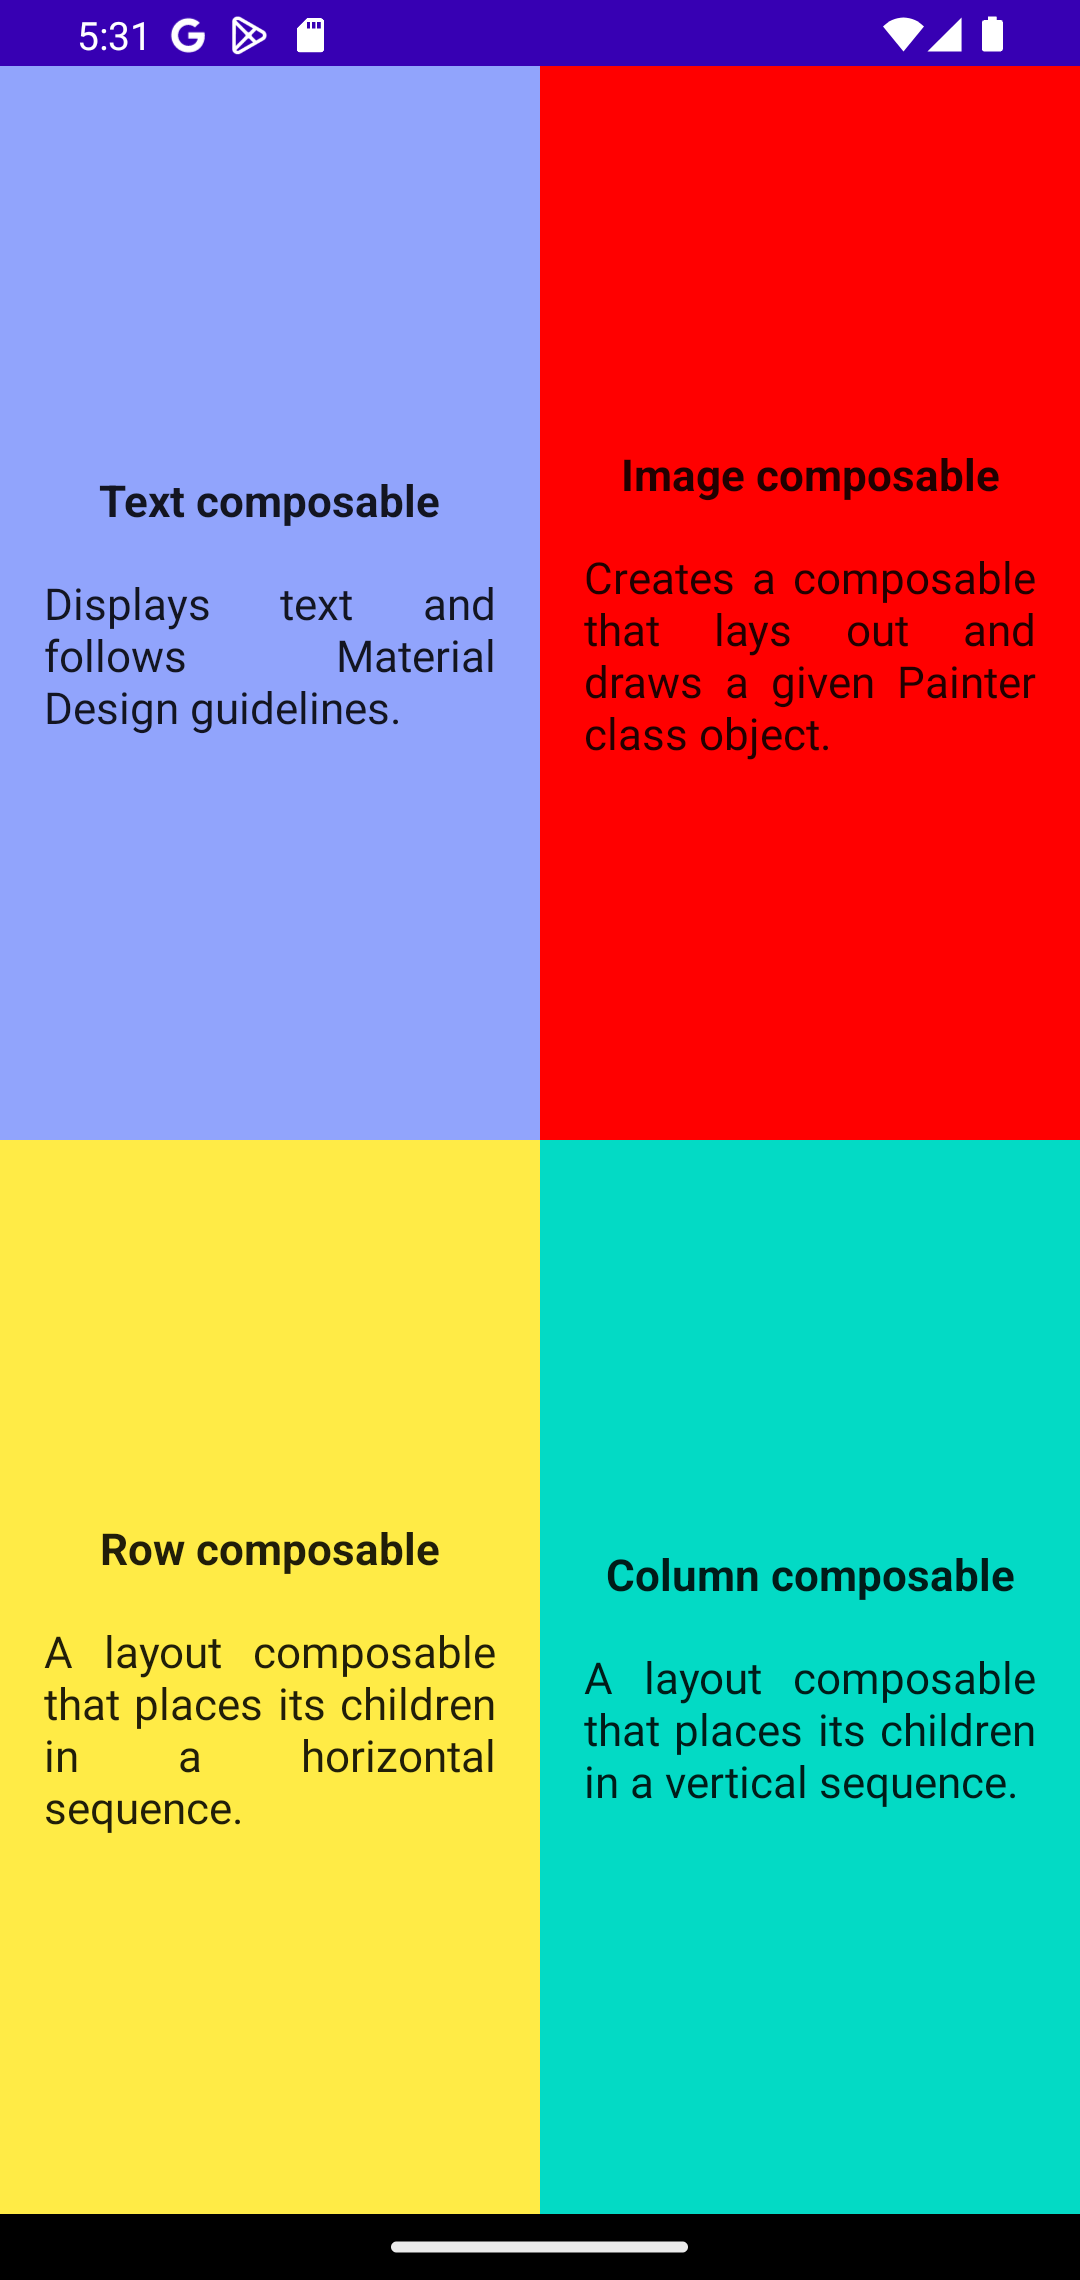 5:31
Text composable
Displays text and
follows Material
Design guidelines.
Image composable
Creates a composable
that lays out and
draws a given Painter
class object.
Row composable
A layout composable
that places its children
in a horizontal
sequence.
Column composable
A layout composable
that places its children
in a vertical sequence.